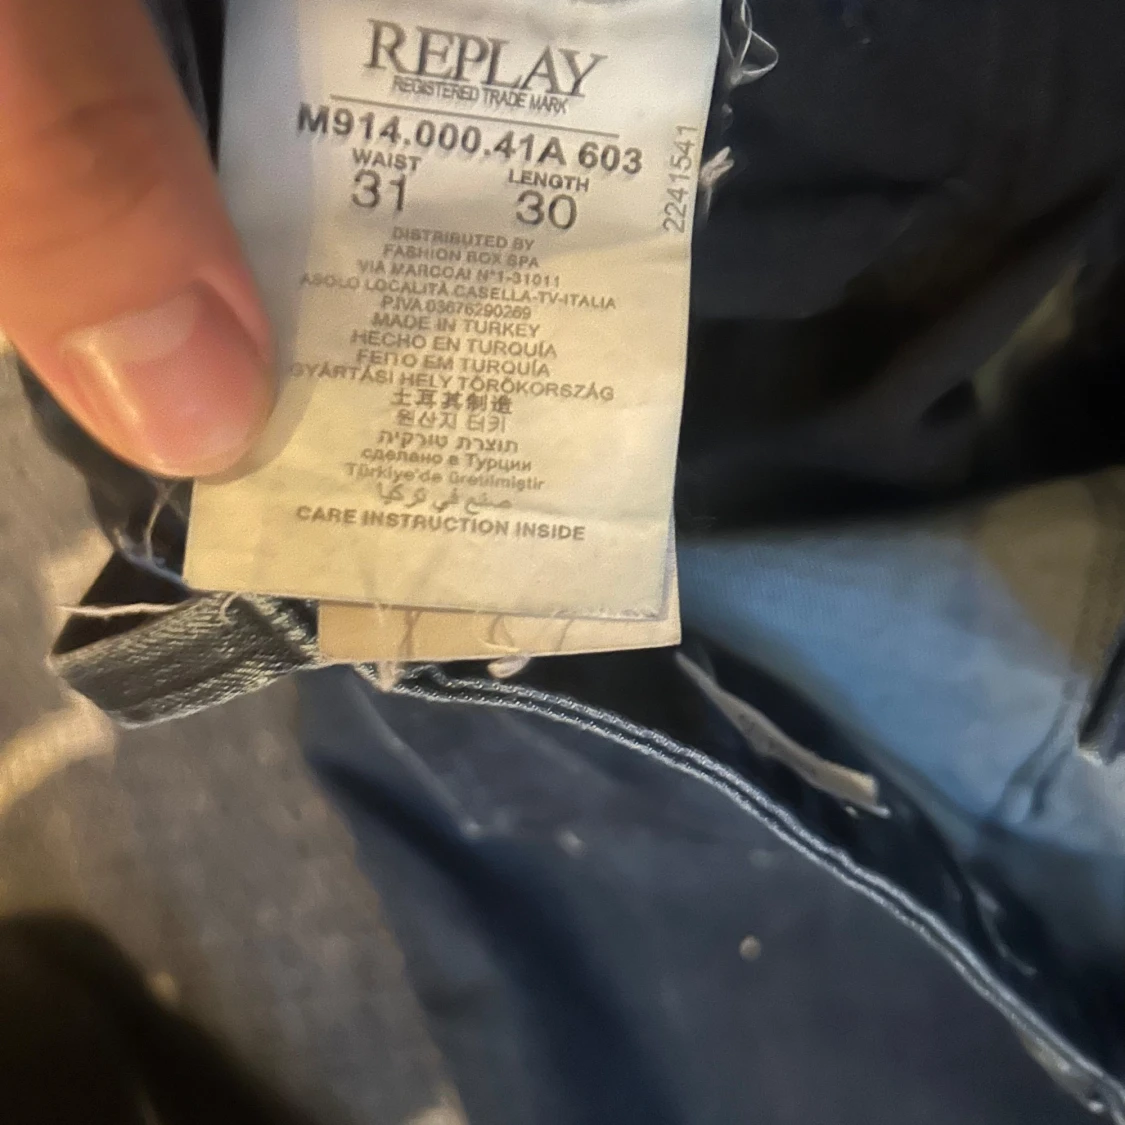 REPLAY
REGISTERED TRADE MARK
M914.000.41A 603
WAIST LENGTH
31 30
2241541
DISTRIBUTED BY
FASHION BOX SPA
VIA MARCOAI N°1-31011
ASOLO LOCALITÀ CASELLA-TV-ITALIA
P.IVA 03676290269
MADE IN TURKEY
HECHO EN TURQUÍA
FEITO EM TURQUÍA
GYÁRTÁSI HELY TÖRÖKORSZÁG
土耳其制造
원산지 터키
תוצרת טורקיה
сделано в Турции
Türkiye'de üretilmiştir
صنع في تركيا
CARE INSTRUCTION INSIDE